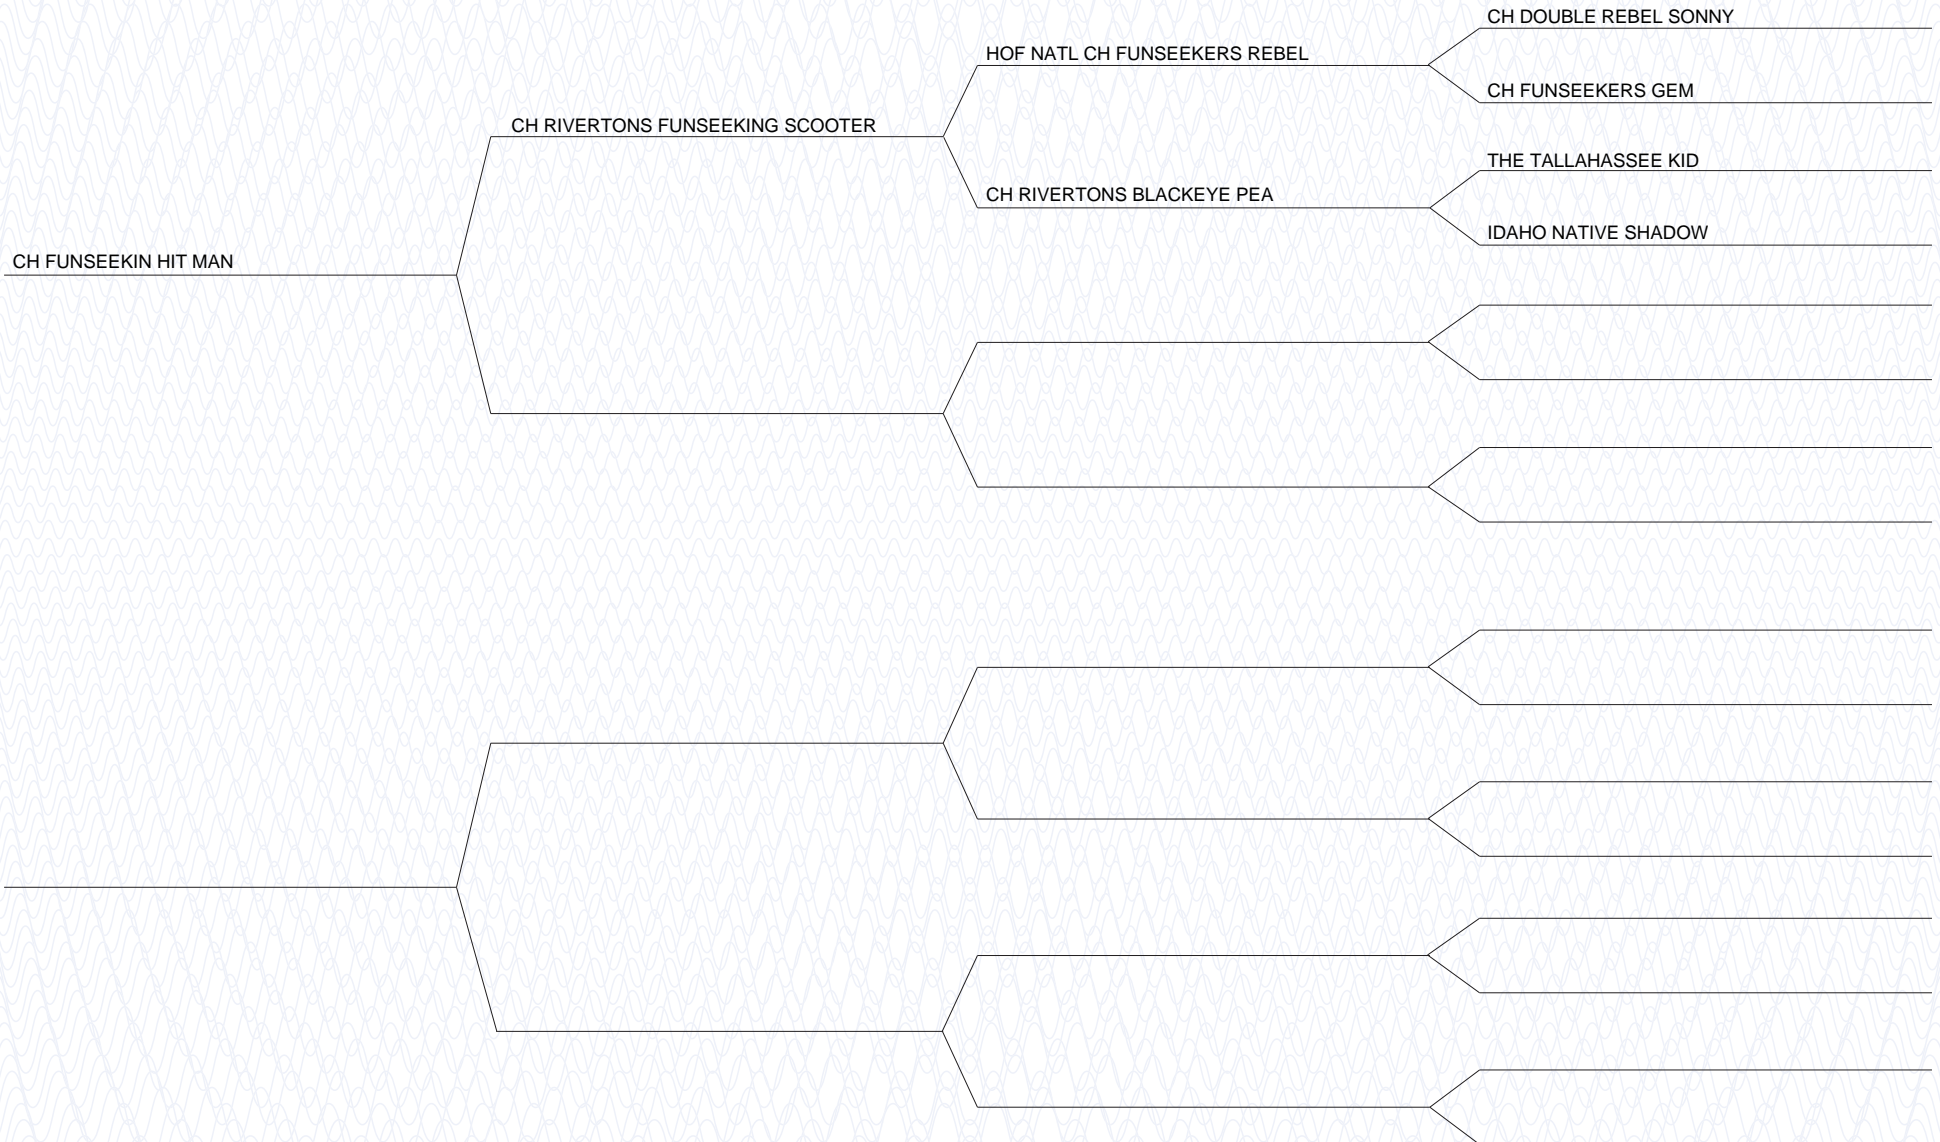 CH DOUBLE REBEL SONNY
HOF NATL CH FUNSEEKERS REBEL
CH FUNSEEKERS GEM
CH RIVERTONS FUNSEEKING SCOOTER
THE TALLAHASSEE KID
CH RIVERTONS BLACKEYE PEA
IDAHO NATIVE SHADOW
CH FUNSEEKIN HIT MAN